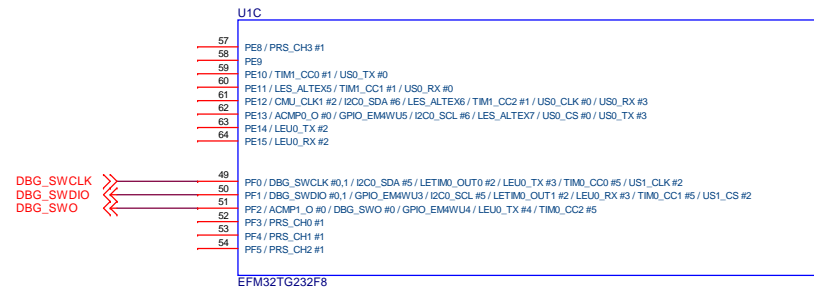 U1C
57 PE8 / PRS_CH3 #1
58 PE9
59 PE10 / TIM1_CC0 #1 / US0_TX #0
60 PE11 / LES_ALTEX5 / TIM1_CC1 #1 / US0_RX #0
61 PE12 / CMU_CLK1 #2 / I2C0_SDA #6 / LES_ALTEX6 / TIM1_CC2 #1 / US0_CLK #0 / US0_RX #3
62 PE13 / ACMP0_O #0 / GPIO_EM4WU5 / I2C0_SCL #6 / LES_ALTEX7 / US0_CS #0 / US0_TX #3
63 PE14 / LEU0_TX #2
64 PE15 / LEU0_RX #2
DBG_SWCLK 49 PF0 / DBG_SWCLK #0,1 / I2C0_SDA #5 / LETIM0_OUT0 #2 / LEU0_TX #3 / TIM0_CC0 #5 / US1_CLK #2
DBG_SWDIO 50 PF1 / DBG_SWDIO #0,1 / GPIO_EM4WU3 / I2C0_SCL #5 / LETIM0_OUT1 #2 / LEU0_RX #3 / TIM0_CC1 #5 / US1_CS #2
DBG_SWO 51 PF2 / ACMP1_O #0 / DBG_SWO #0 / GPIO_EM4WU4 / LEU0_TX #4 / TIM0_CC2 #5
52 PF3 / PRS_CH0 #1
53 PF4 / PRS_CH1 #1
54 PF5 / PRS_CH2 #1
EFM32TG232F8